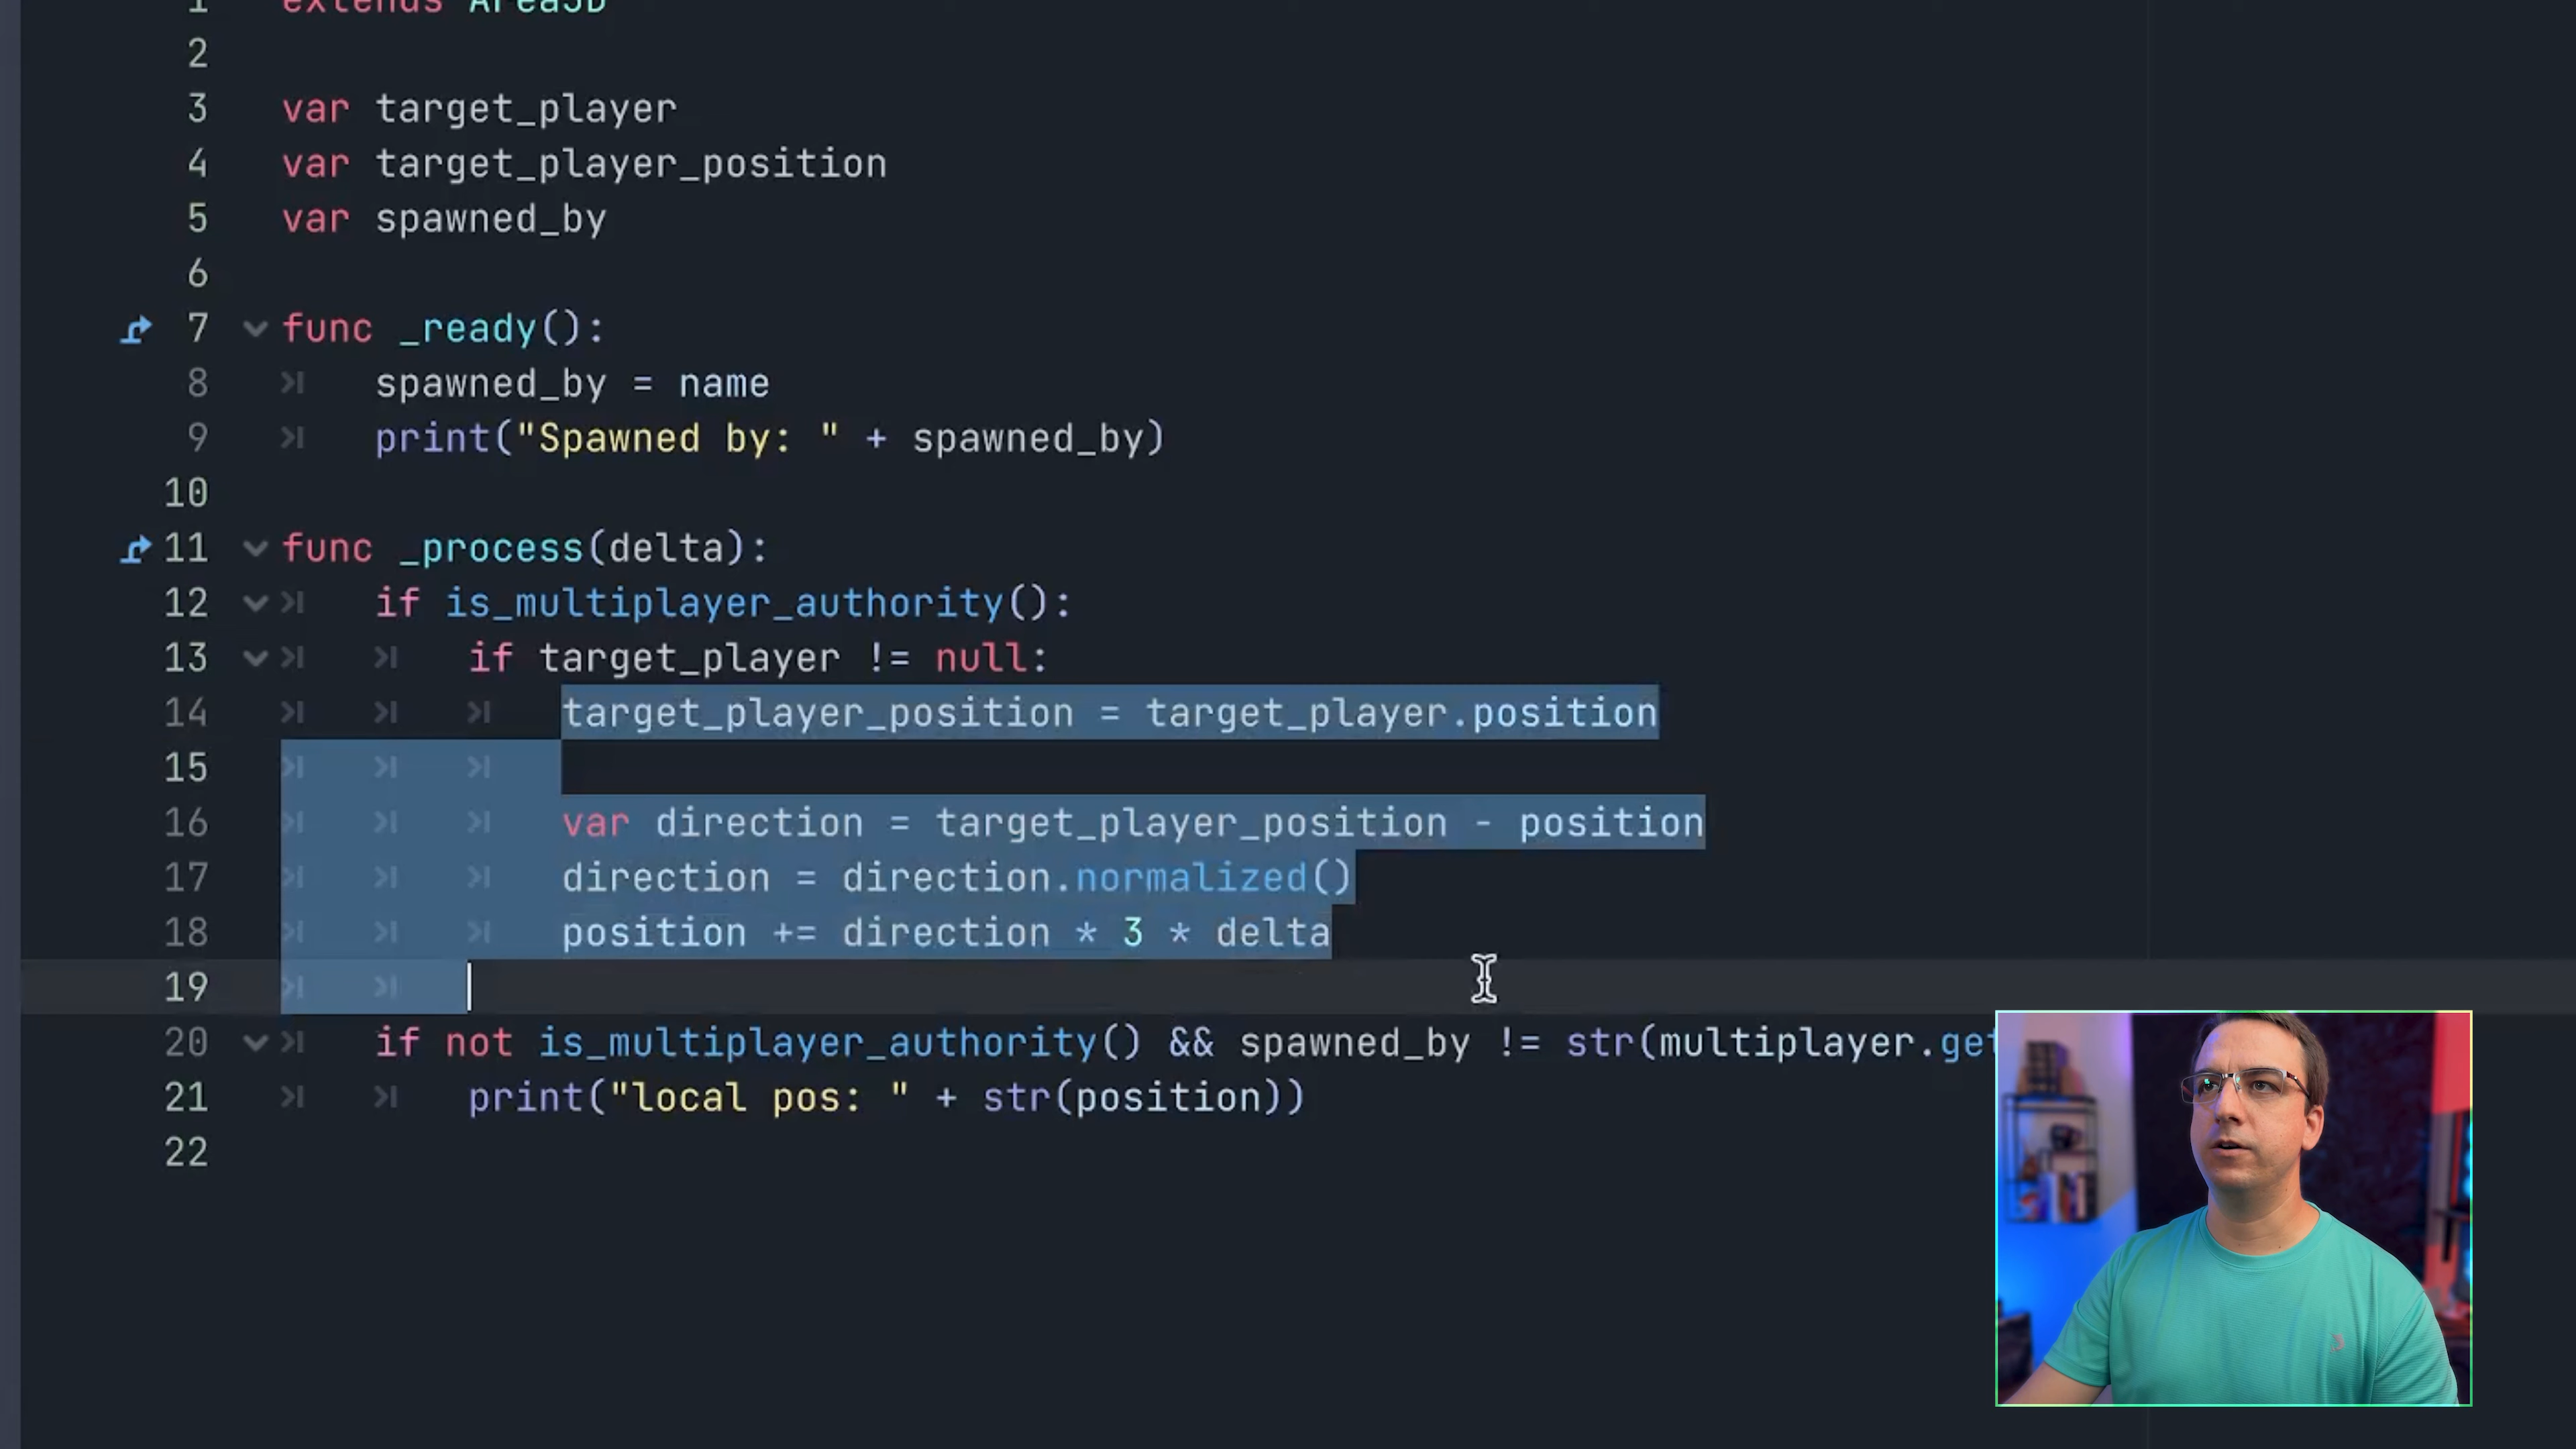 1 extends Area3D
2
3 var target_player
4 var target_player_position
5 var spawned_by
6
7 func _ready():
8 spawned_by = name
9 print("Spawned by: " + spawned_by)
10
11 func _process(delta):
12 if is_multiplayer_authority():
13 if target_player != null:
14 target_player_position = target_player.position
15
16 var direction = target_player_position - position
17 direction = direction.normalized()
18 position += direction * 3 * delta
19
20 if not is_multiplayer_authority() && spawned_by != str(multiplayer.get
21 print("local pos: " + str(position))
22